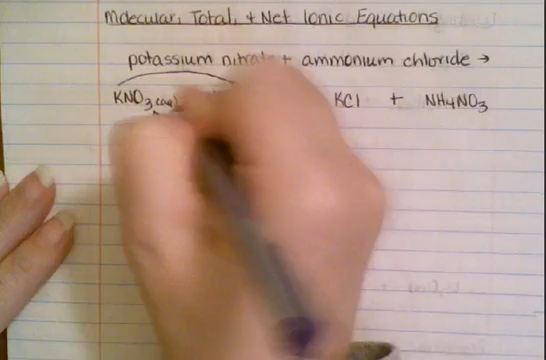 Molecular, Total, + Net Ionic Equations
potassium nitrate + ammonium chloride →
KNO3(aq) KCl + NH4NO3